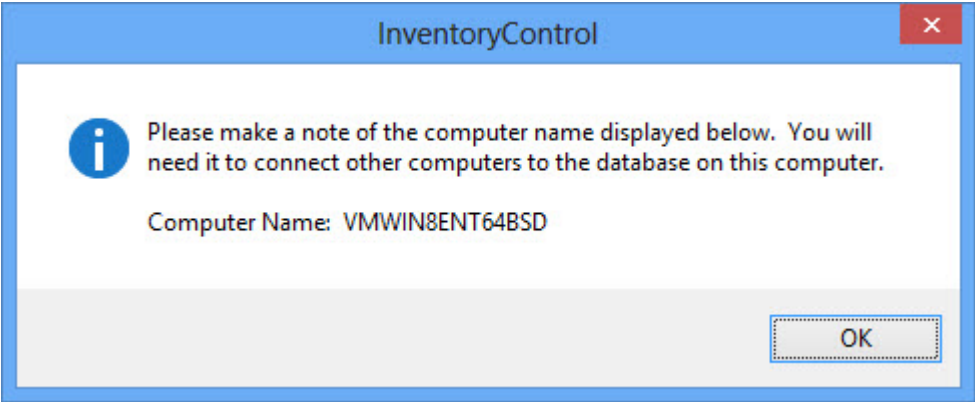 InventoryControl
Please make a note of the computer name displayed below.  You will
need it to connect other computers to the database on this computer.
Computer Name:  VMWIN8ENT64BSD
OK